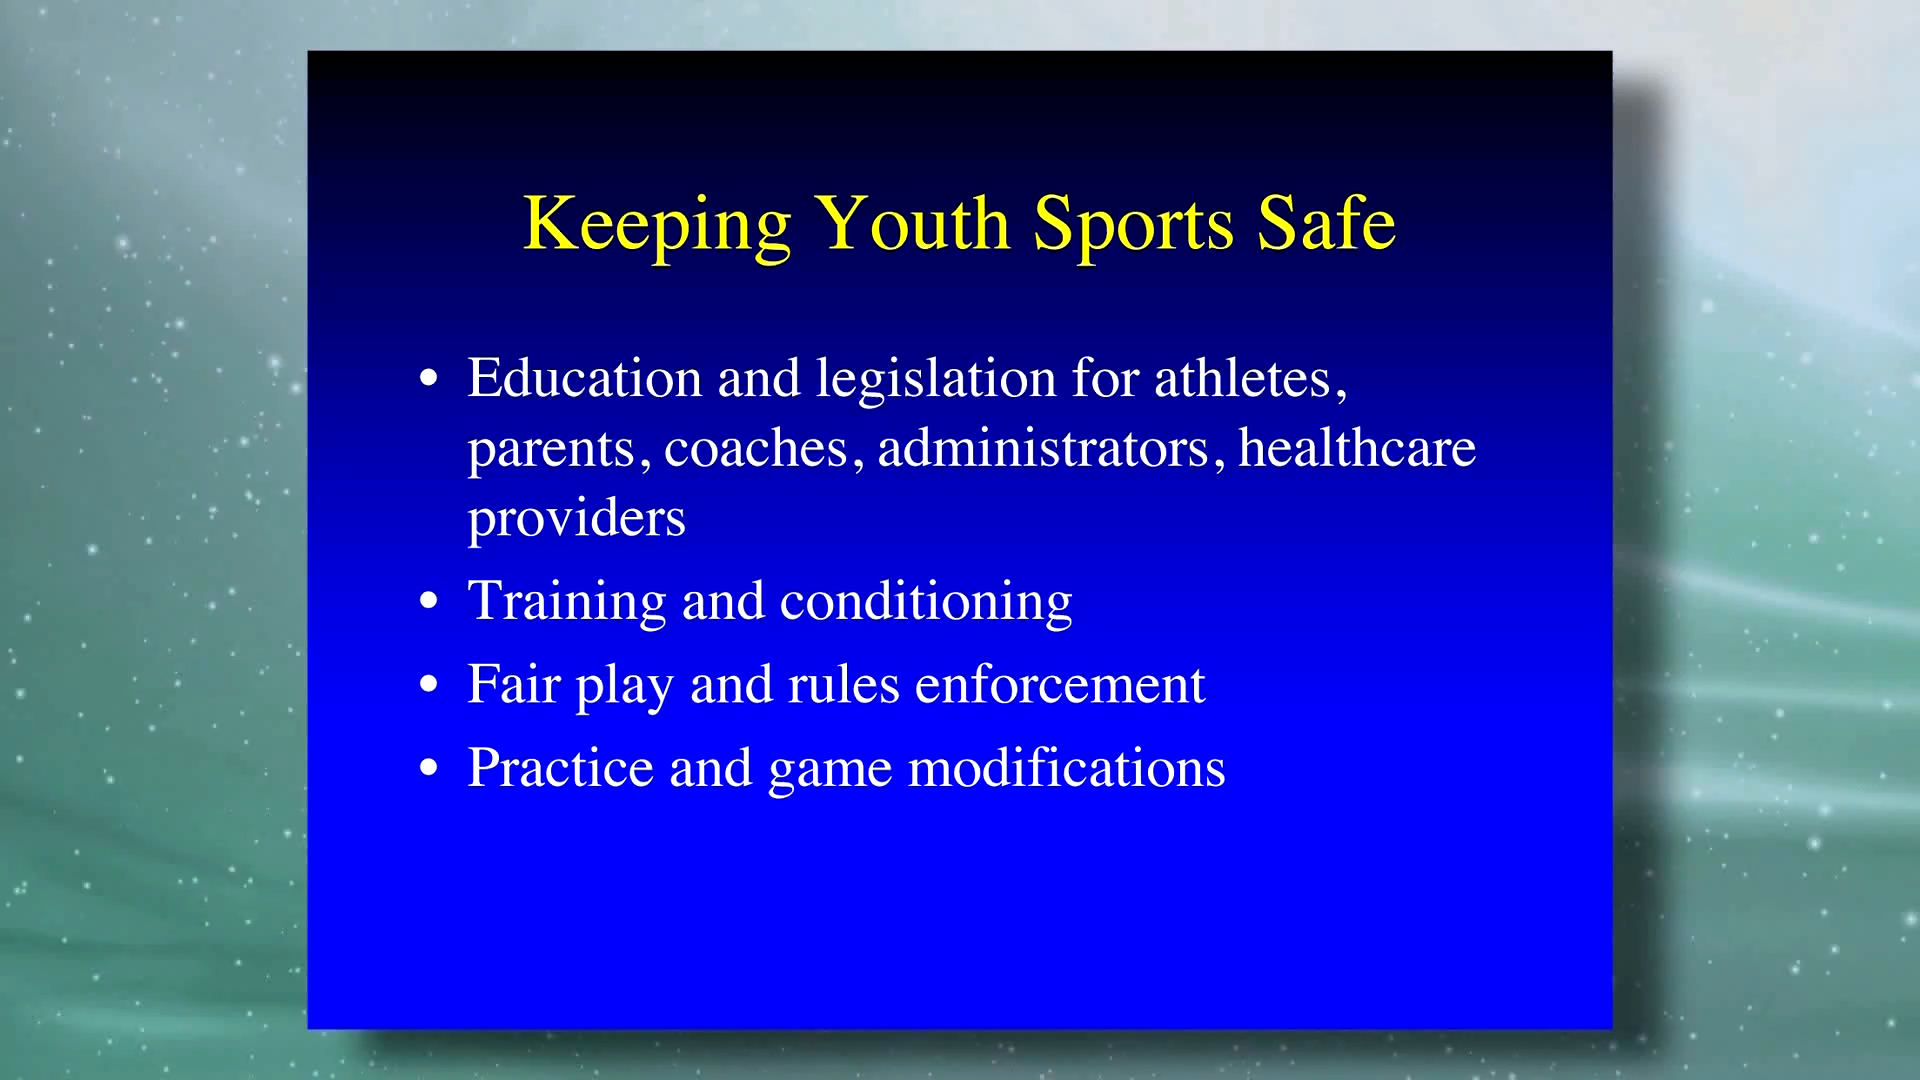 Keeping Youth Sports Safe
• Education and legislation for athletes,
parents, coaches, administrators, healthcare
providers
• Training and conditioning
• Fair play and rules enforcement
• Practice and game modifications